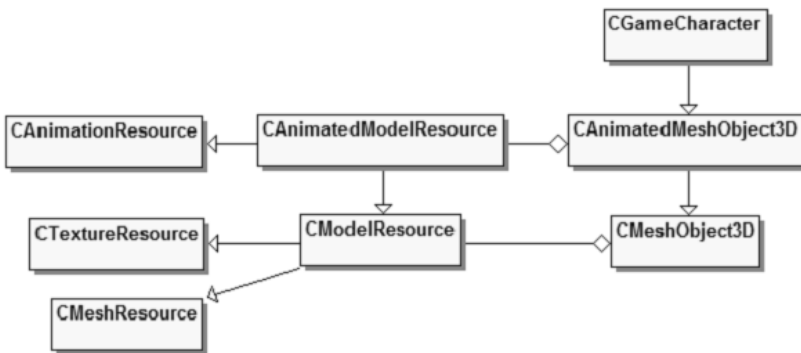 CGameCharacter
CAnimationResource
CAnimatedModelResource
CAnimatedMeshObject3D
CTextureResource
CModelResource
CMeshObject3D
CMeshResource